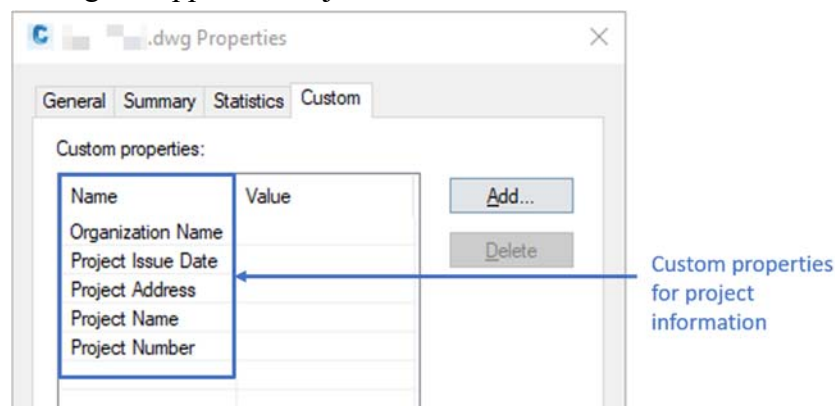 .dwg Properties
General Summary Statistics Custom
Custom properties:
Name Value
Organization Name
Project Issue Date
Project Address
Project Name
Project Number
Add...
Delete
Custom properties
for project
information